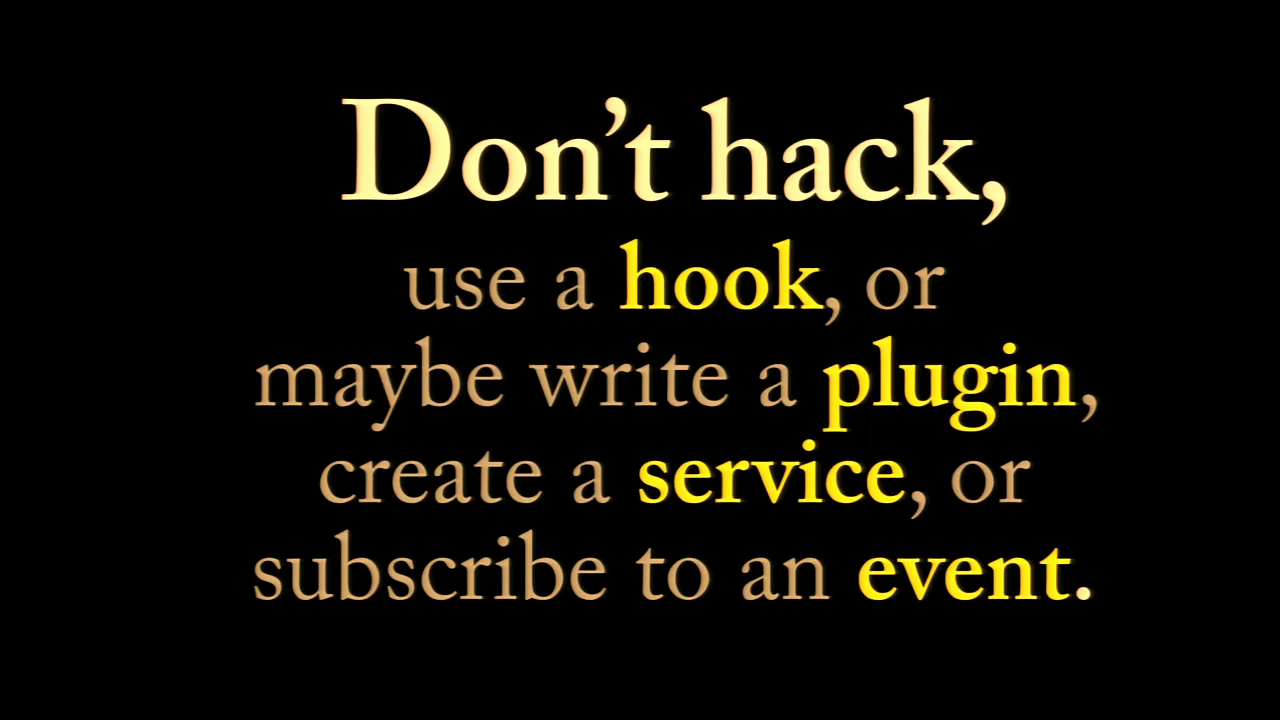 Don’t hack,
use a hook, or
maybe write a plugin,
create a service, or
subscribe to an event.